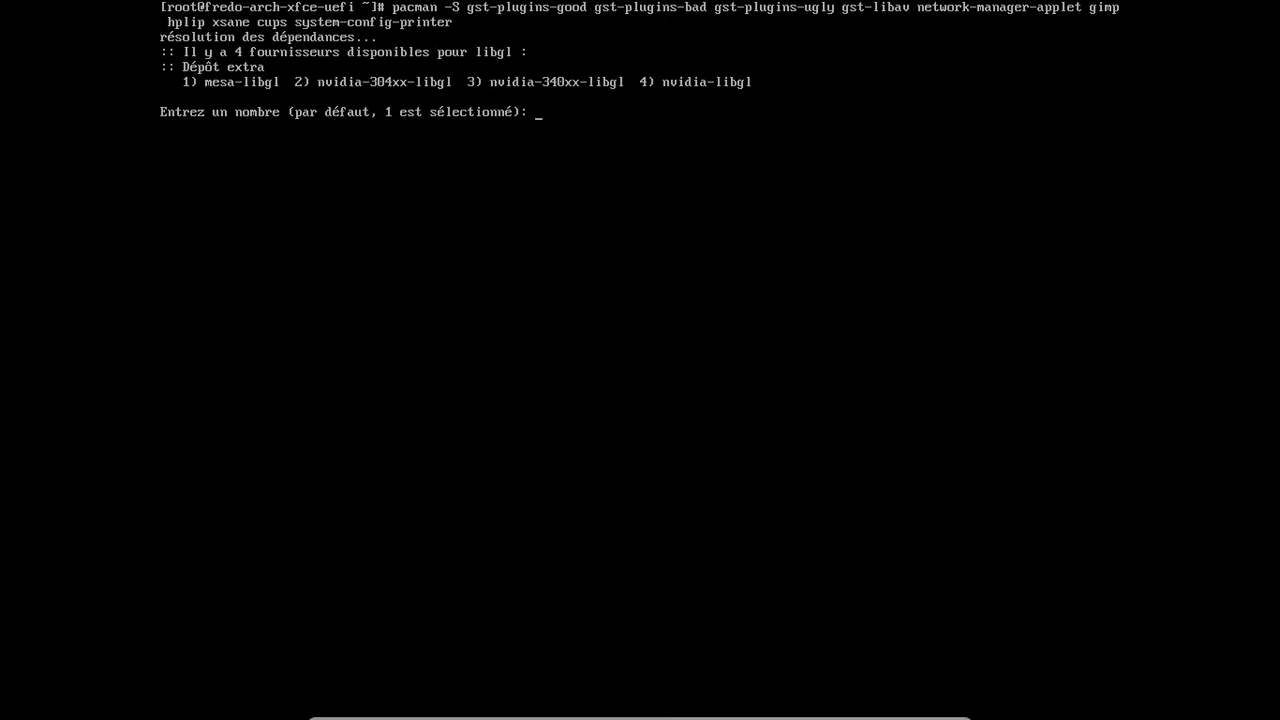 [root@fredo-arch-xfce-uefi ~]# pacman -S gst-plugins-good gst-plugins-bad gst-plugins-ugly gst-libav network-manager-applet gimp
hplip xsane cups system-config-printer
résolution des dépendances...
:: Il y a 4 fournisseurs disponibles pour libgl :
:: Dépôt extra
1) mesa-libgl  2) nvidia-304xx-libgl  3) nvidia-340xx-libgl  4) nvidia-libgl
Entrez un nombre (par défaut, 1 est sélectionné): _